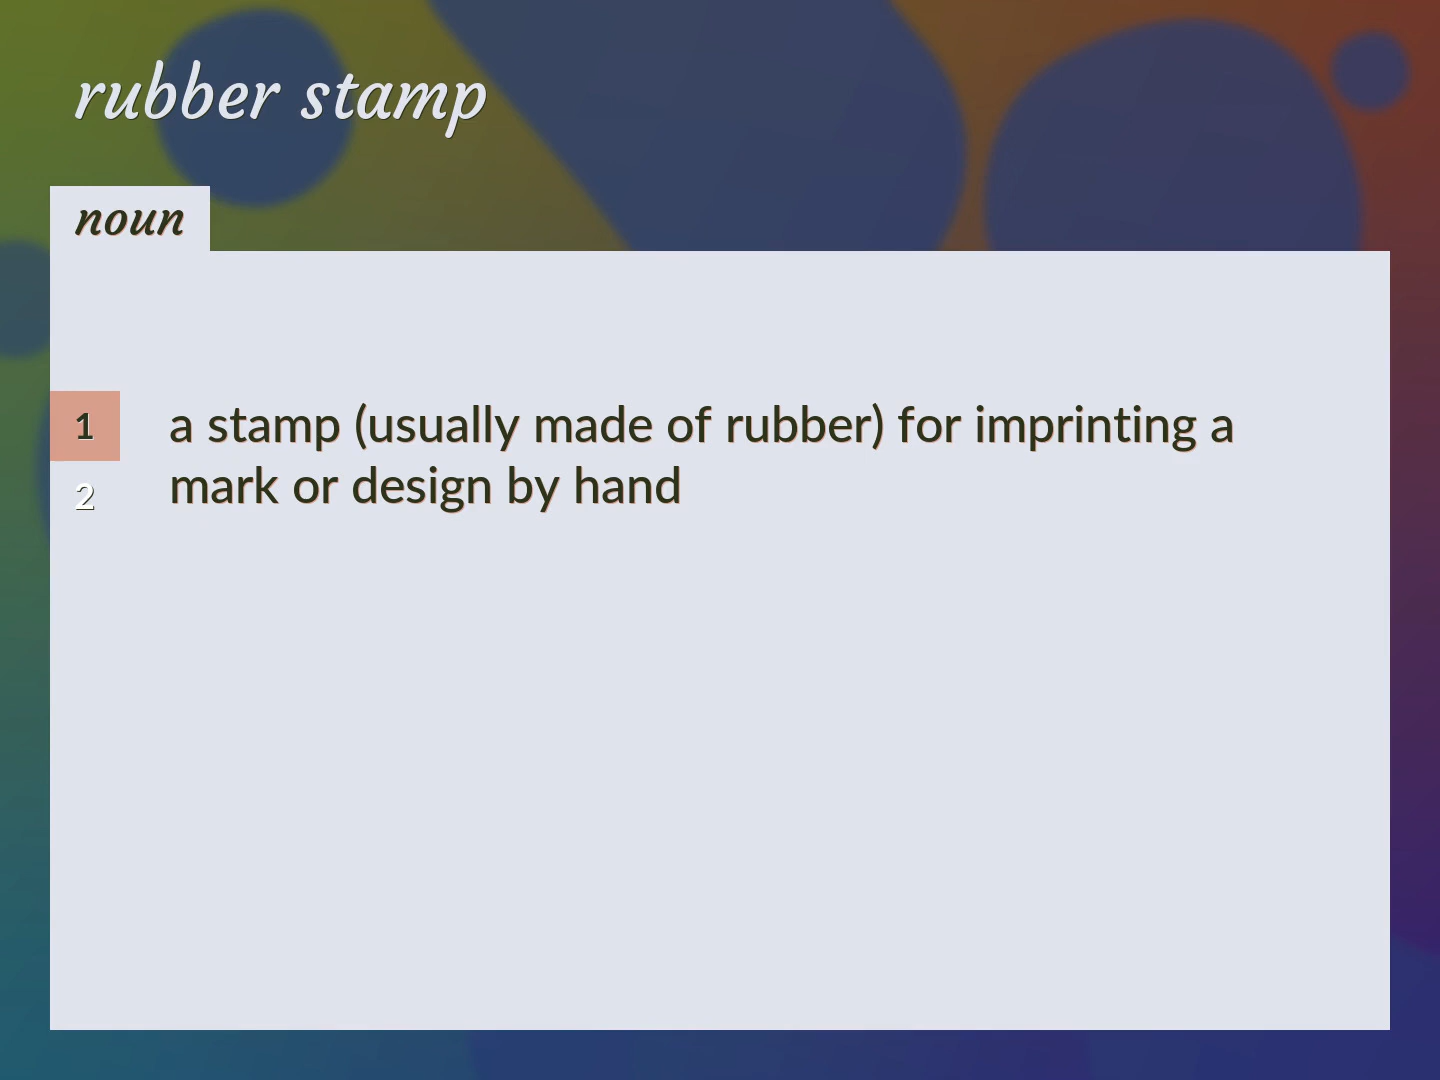 rubber stamp
noun
1
a stamp (usually made of rubber) for imprinting a
mark or design by hand
2